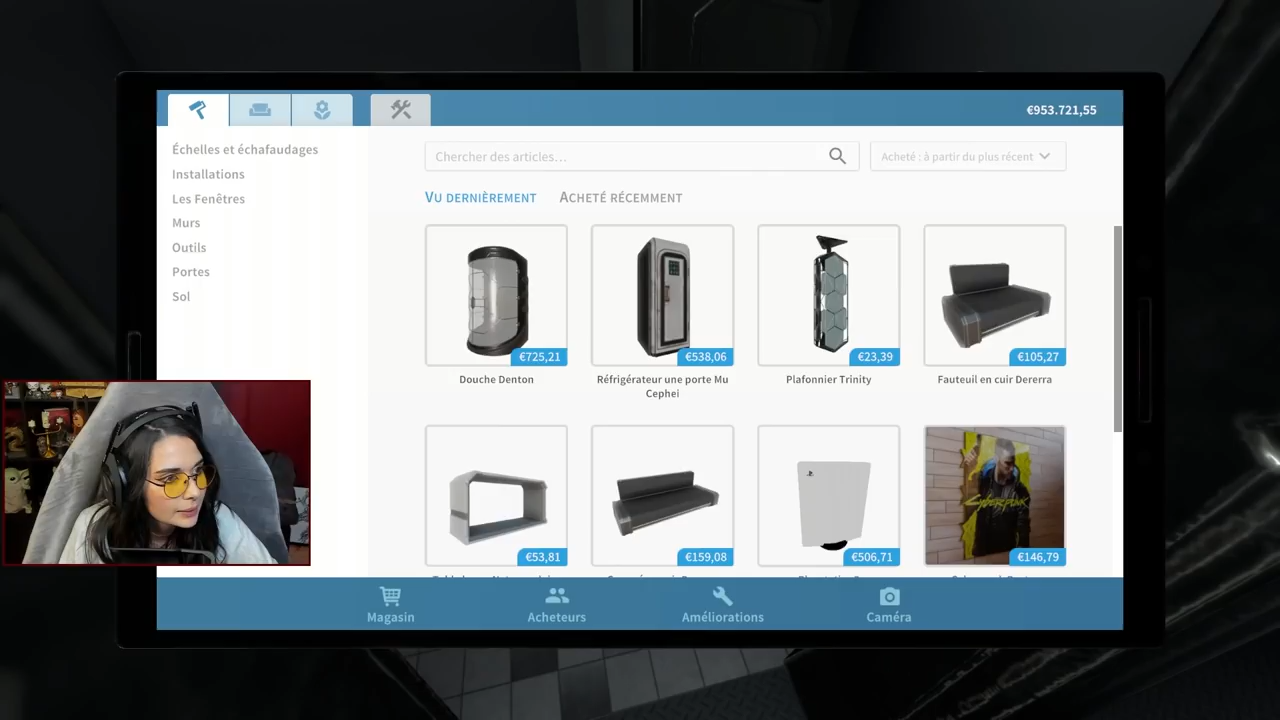 €953.721,55
Échelles et échafaudages
Installations
Les Fenêtres
Murs
Outils
Portes
Sol
Chercher des articles...
Acheté : à partir du plus récent
Vu dernièrement Acheté récemment
€725,21
€538,06
€23,39
€105,27
Douche Denton
Réfrigérateur une porte Mu
Cephei
Plafonnier Trinity
Fauteuil en cuir Dererra
€53,81
€159,08
€506,71
CYBERPUNK
€146,79
Magasin
Acheteurs
Améliorations
Caméra